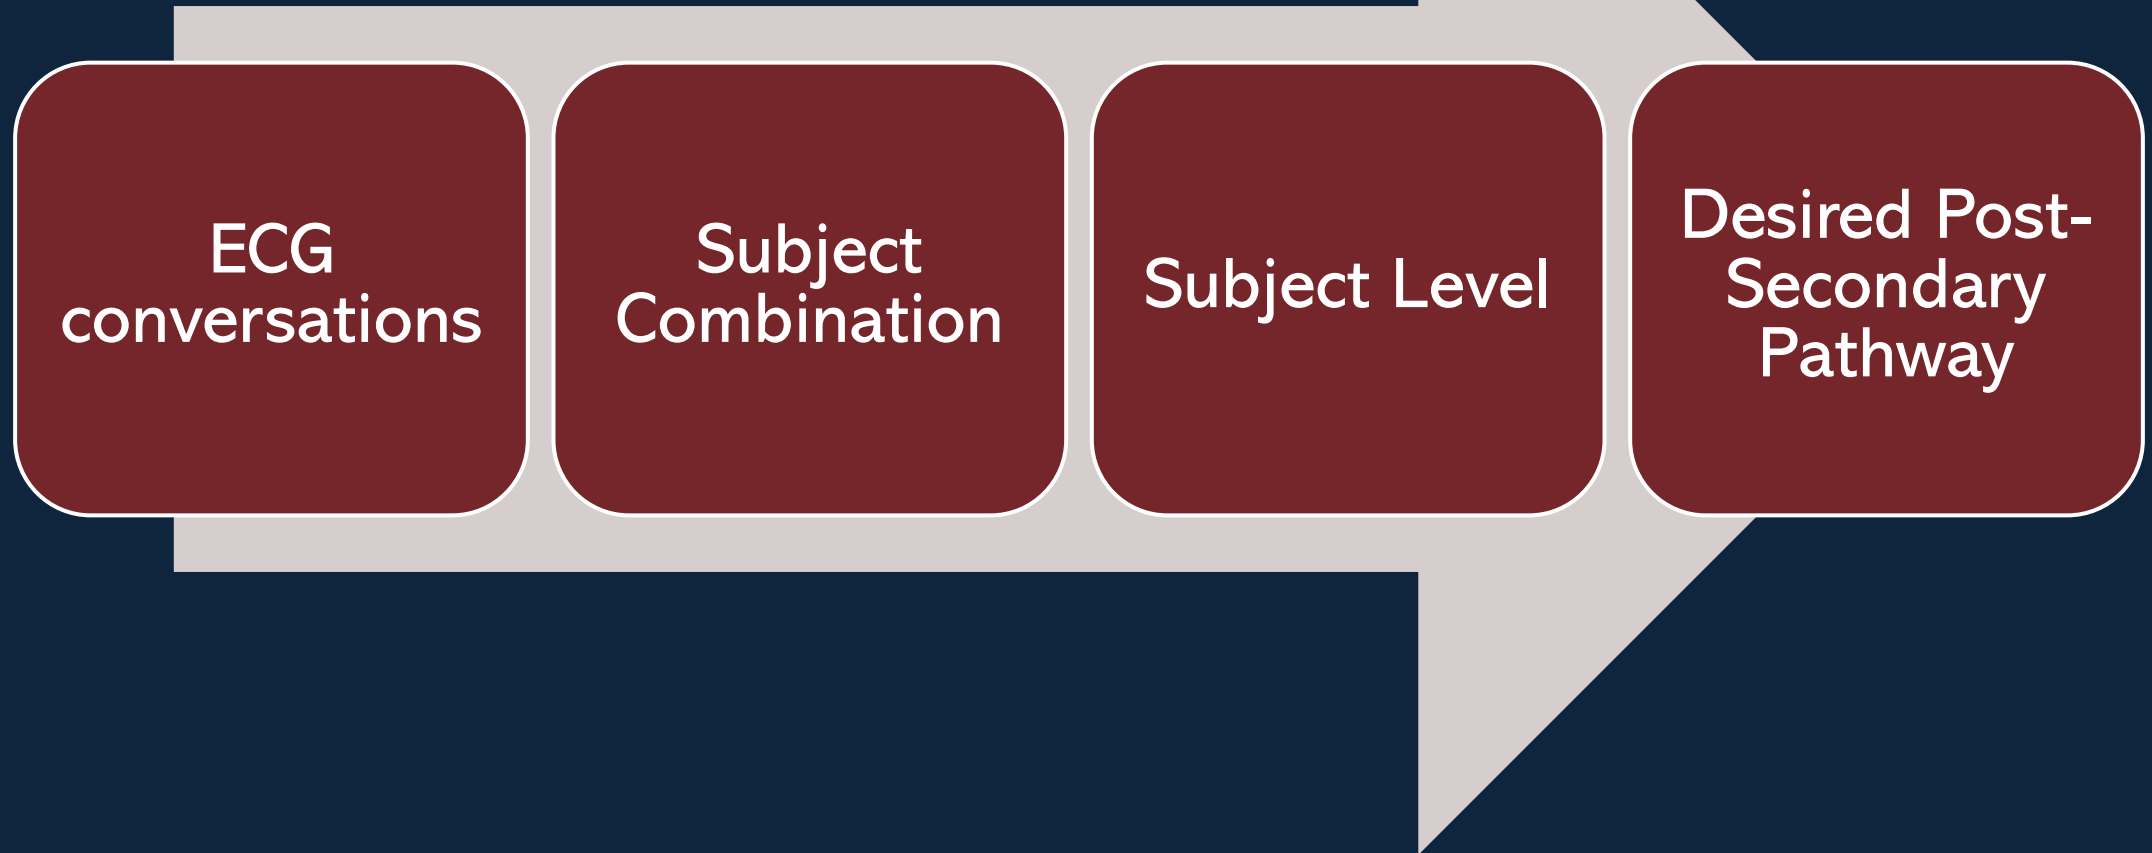 ECG
conversations
Subject
Combination
Subject Level
Desired Post-
Secondary
Pathway